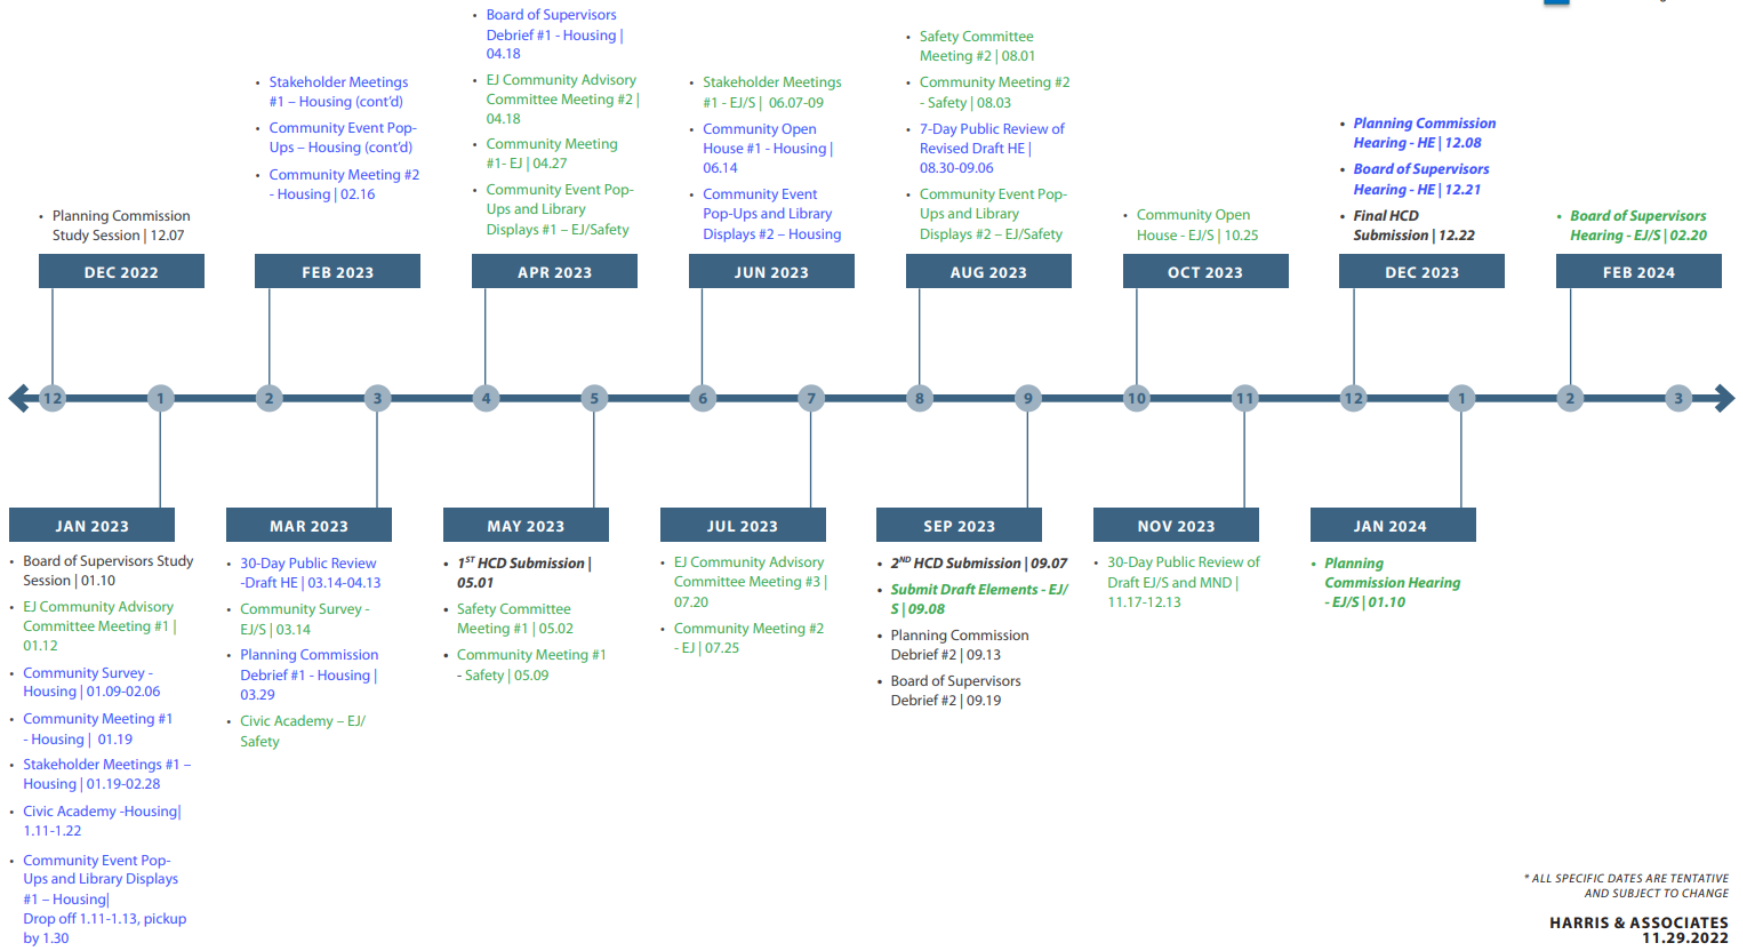 • Planning Commission
Study Session | 12.07
DEC 2022
• Stakeholder Meetings
#1 – Housing (cont'd)
• Community Event Pop-
Ups – Housing (cont'd)
• Community Meeting #2
- Housing | 02.16
FEB 2023
• Board of Supervisors
Debrief #1 - Housing |
04.18
• EJ Community Advisory
Committee Meeting #2 |
04.18
• Community Meeting
#1- EJ | 04.27
• Community Event Pop-
Ups and Library
Displays #1 – EJ/Safety
APR 2023
• Stakeholder Meetings
#1 - EJ/S | 06.07-09
• Community Open
House #1 - Housing |
06.14
• Community Event
Pop-Ups and Library
Displays #2 – Housing
JUN 2023
• Safety Committee
Meeting #2 | 08.01
• Community Meeting #2
- Safety | 08.03
• 7-Day Public Review of
Revised Draft HE |
08.30-09.06
• Community Event Pop-
Ups and Library
Displays #2 – EJ/Safety
AUG 2023
• Community Open
House - EJ/S | 10.25
OCT 2023
• Planning Commission
Hearing - HE | 12.08
• Board of Supervisors
Hearing - HE | 12.21
• Final HCD
Submission | 12.22
DEC 2023
• Board of Supervisors
Hearing - EJ/S | 02.20
FEB 2024
12 1 2 3 4 5 6 7 8 9 10 11 12 1 2 3
JAN 2023
• Board of Supervisors Study
Session | 01.10
• EJ Community Advisory
Committee Meeting #1 |
01.12
• Community Survey -
Housing | 01.09-02.06
• Community Meeting #1
- Housing | 01.19
• Stakeholder Meetings #1 –
Housing | 01.19-02.28
• Civic Academy -Housing|
1.11-1.22
• Community Event Pop-
Ups and Library Displays
#1 – Housing|
Drop off 1.11-1.13, pickup
by 1.30
MAR 2023
• 30-Day Public Review
-Draft HE | 03.14-04.13
• Community Survey -
EJ/S | 03.14
• Planning Commission
Debrief #1 - Housing |
03.29
• Civic Academy – EJ/
Safety
MAY 2023
• 1ST HCD Submission |
05.01
• Safety Committee
Meeting #1 | 05.02
• Community Meeting #1
- Safety | 05.09
JUL 2023
• EJ Community Advisory
Committee Meeting #3 |
07.20
• Community Meeting #2
- EJ | 07.25
SEP 2023
• 2ND HCD Submission | 09.07
• Submit Draft Elements - EJ/
S | 09.08
• Planning Commission
Debrief #2 | 09.13
• Board of Supervisors
Debrief #2 | 09.19
NOV 2023
• 30-Day Public Review of
Draft EJ/S and MND |
11.17-12.13
JAN 2024
• Planning
Commission Hearing
- EJ/S | 01.10
* ALL SPECIFIC DATES ARE TENTATIVE
AND SUBJECT TO CHANGE
HARRIS & ASSOCIATES
11.29.2022